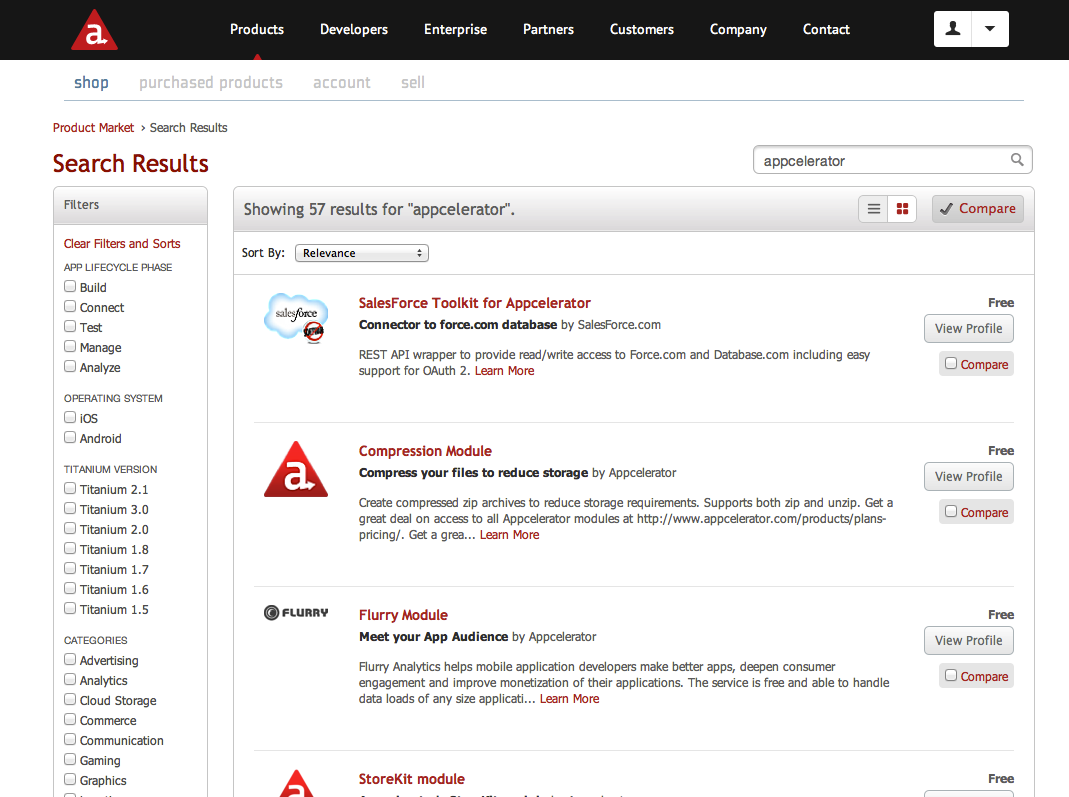 Products Developers Enterprise Partners Customers Company Contact
shop purchased products account sell
Product Market › Search Results
Search Results
appcelerator
Filters
Clear Filters and Sorts
APP LIFECYCLE PHASE
Build
Connect
Test
Manage
Analyze
OPERATING SYSTEM
iOS
Android
TITANIUM VERSION
Titanium 2.1
Titanium 3.0
Titanium 2.0
Titanium 1.8
Titanium 1.7
Titanium 1.6
Titanium 1.5
CATEGORIES
Advertising
Analytics
Cloud Storage
Commerce
Communication
Gaming
Graphics
Showing 57 results for "appcelerator".
Compare
Sort By: Relevance
salesforce
SalesForce Toolkit for Appcelerator
Free
Connector to force.com database by SalesForce.com
View Profile
REST API wrapper to provide read/write access to Force.com and Database.com including easy
support for OAuth 2. Learn More
Compare
a
Compression Module
Free
Compress your files to reduce storage by Appcelerator
View Profile
Create compressed zip archives to reduce storage requirements. Supports both zip and unzip. Get a
great deal on access to all Appcelerator modules at http://www.appcelerator.com/products/plans-
pricing/. Get a grea... Learn More
Compare
FLURRY
Flurry Module
Free
Meet your App Audience by Appcelerator
View Profile
Flurry Analytics helps mobile application developers make better apps, deepen consumer
engagement and improve monetization of their applications. The service is free and able to handle
data loads of any size applicati... Learn More
Compare
StoreKit module
Free